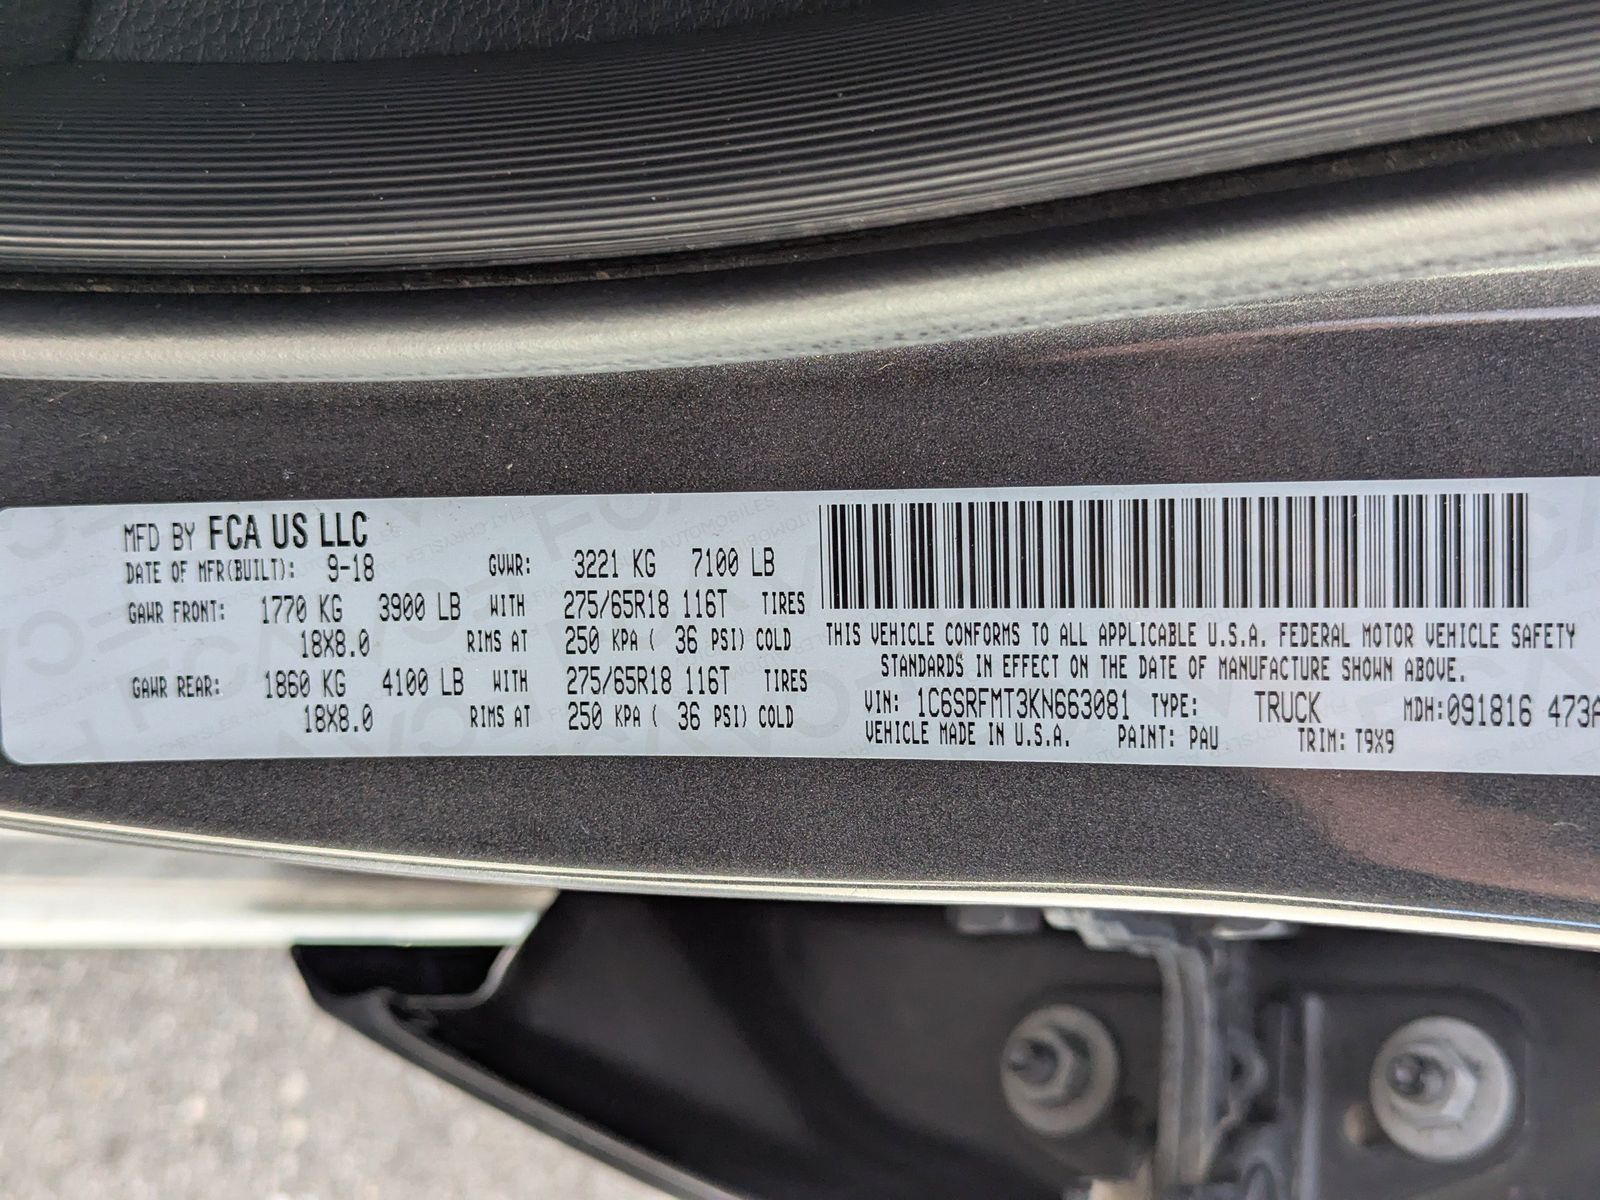 MFD BY FCA US LLC
DATE OF MFR(BUILT): 9-18 GVWR: 3221 KG 7100 LB
GAWR FRONT: 1770 KG 3900 LB WITH 275/65R18 116T TIRES
18X8.0 RIMS AT 250 KPA ( 36 PSI) COLD
GAWR REAR: 1860 KG 4100 LB WITH 275/65R18 116T TIRES
18X8.0 RIMS AT 250 KPA ( 36 PSI) COLD
THIS VEHICLE CONFORMS TO ALL APPLICABLE U.S.A. FEDERAL MOTOR VEHICLE SAFETY
STANDARDS IN EFFECT ON THE DATE OF MANUFACTURE SHOWN ABOVE.
VIN: 1C6SRFMT3KN663081 TYPE: TRUCK MDH:091816 473A
VEHICLE MADE IN U.S.A. PAINT: PAU TRIM: T9X9